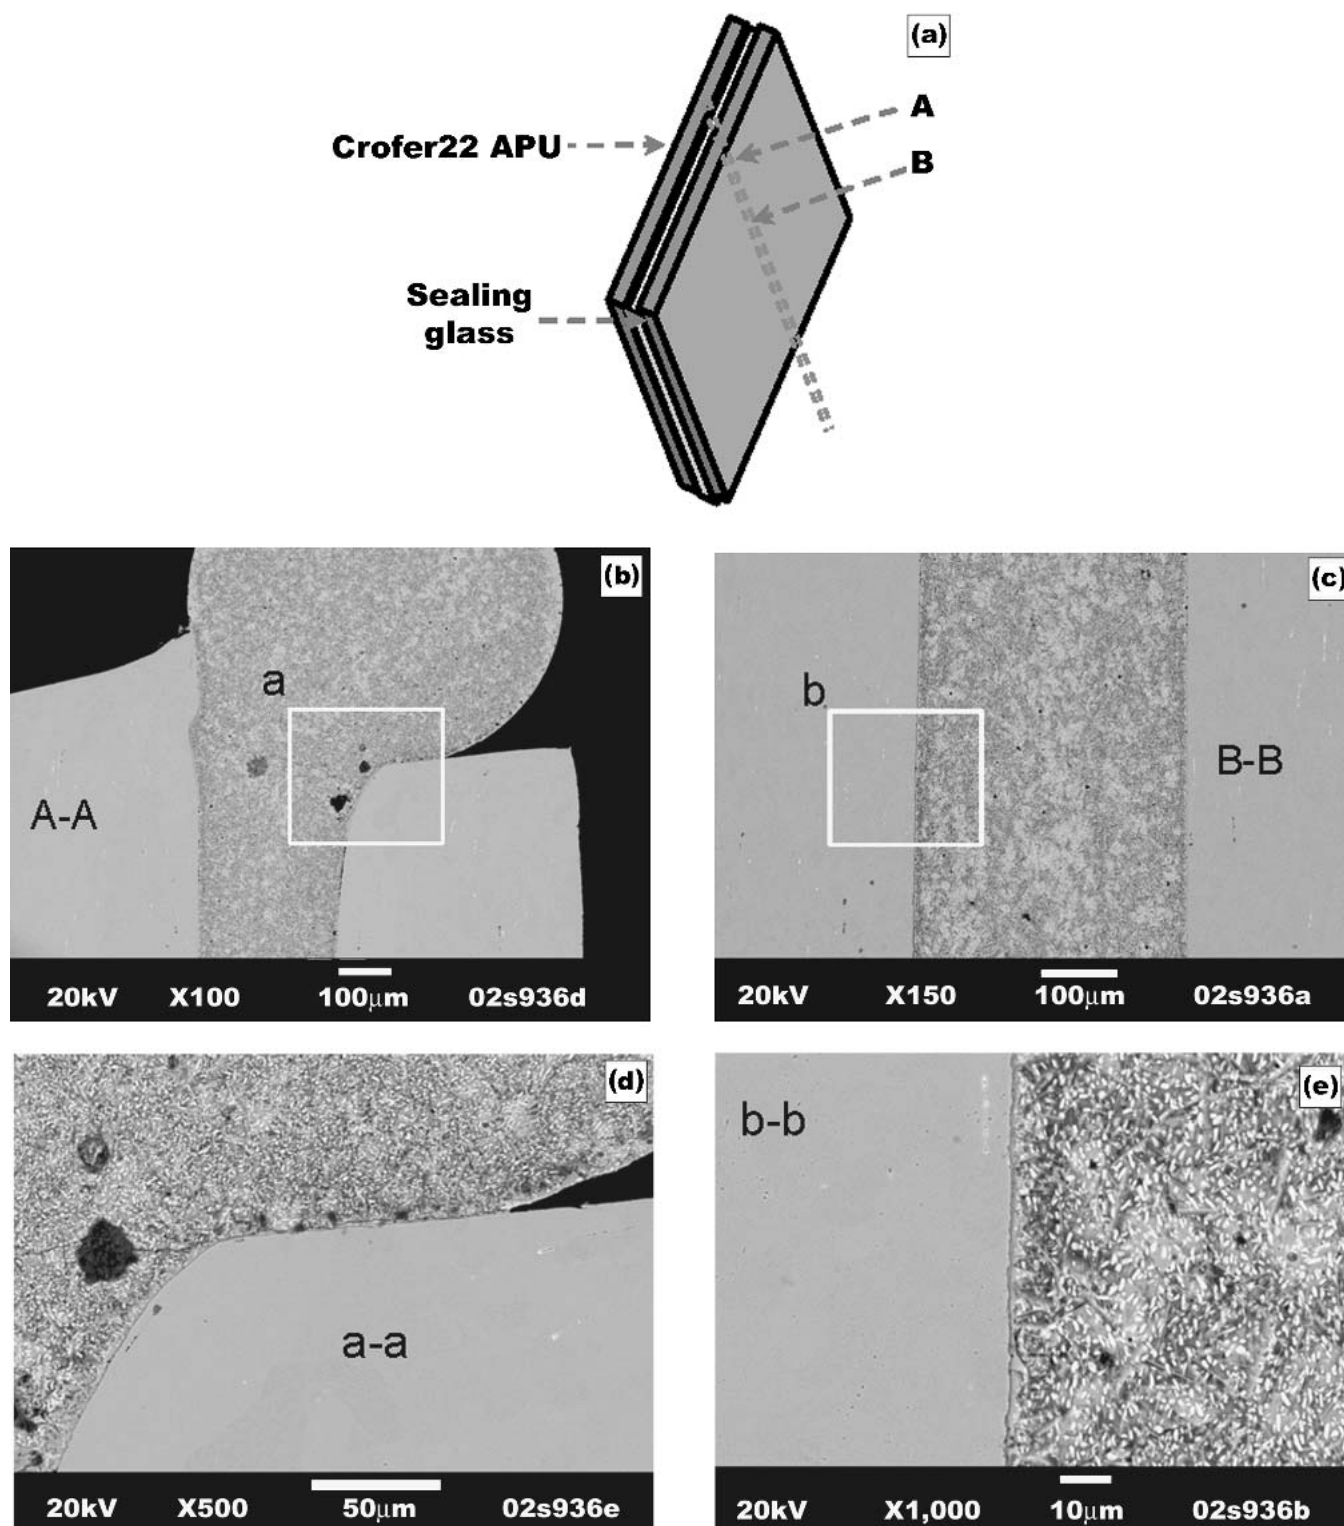 (a)
Crofer22 APU
A
B
Sealing
glass
(b)
a
A-A
20kV X100 100μm 02s936d
(c)
b
B-B
20kV X150 100μm 02s936a
(d)
a-a
20kV X500 50μm 02s936e
(e)
b-b
20kV X1,000 10μm 02s936b